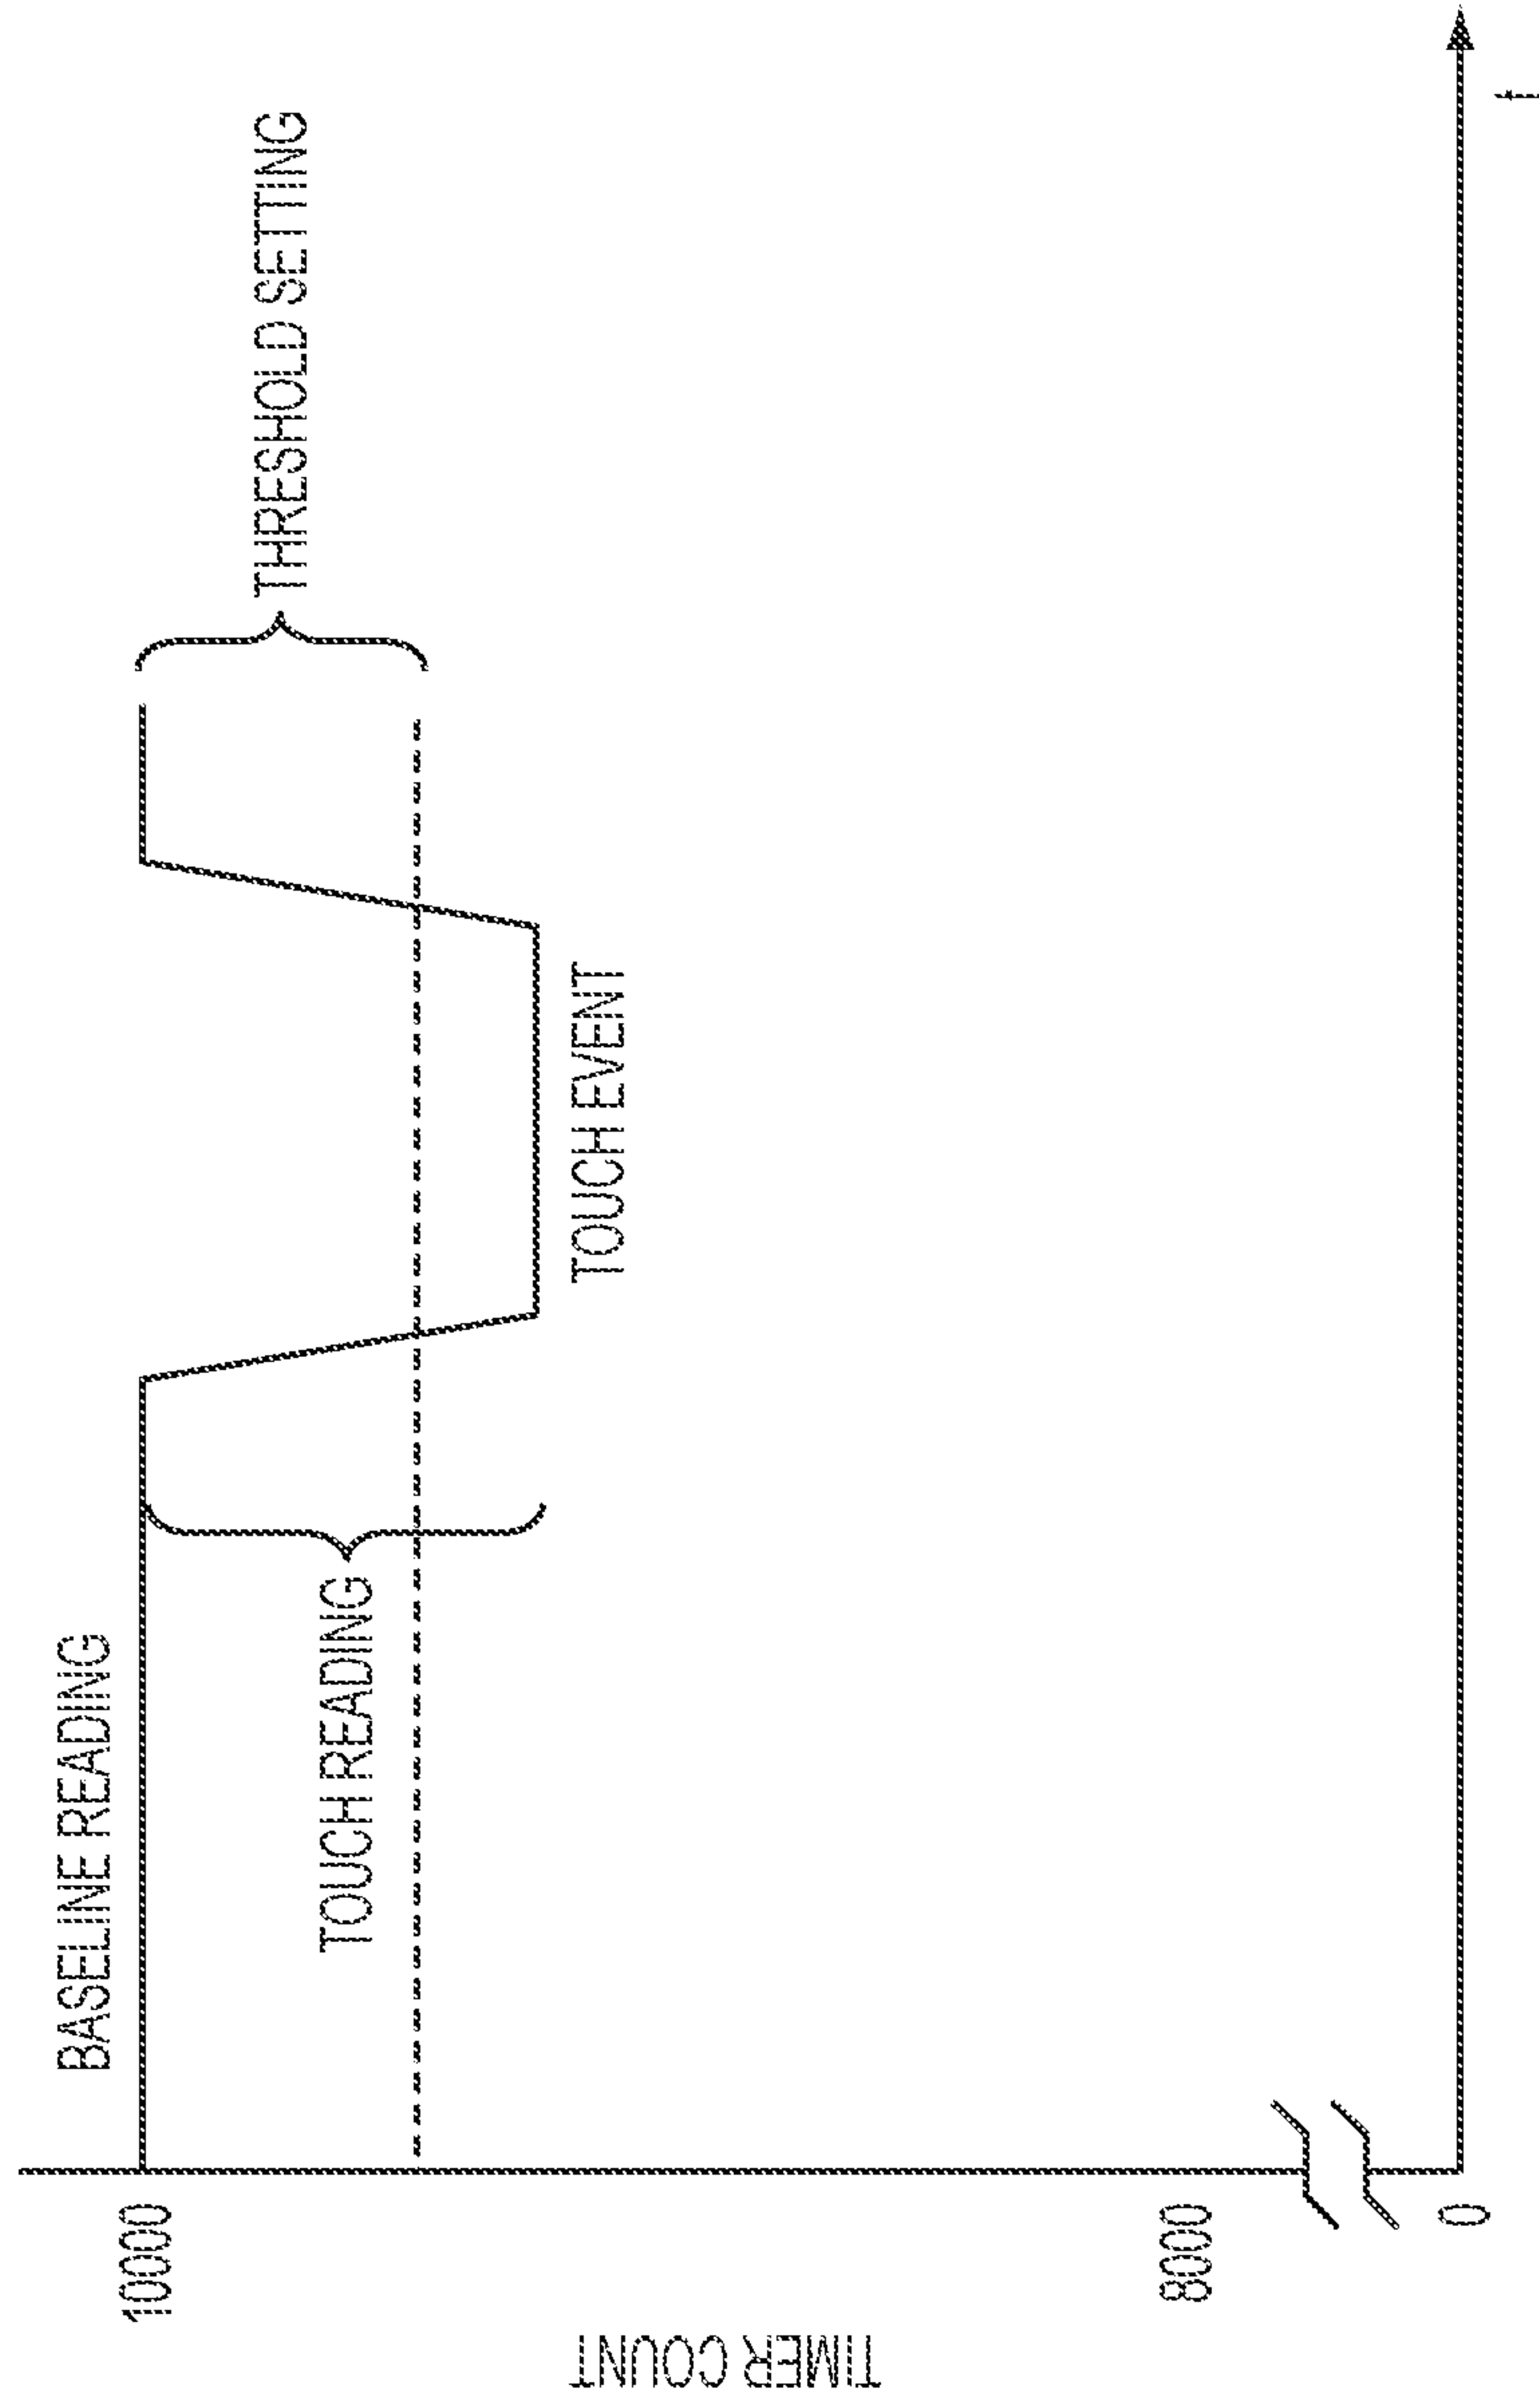 BASELINE READING
10000
THRESHOLD SETTING
TOUCH READING
TOUCH EVENT
TIMER COUNT
8000
0
t